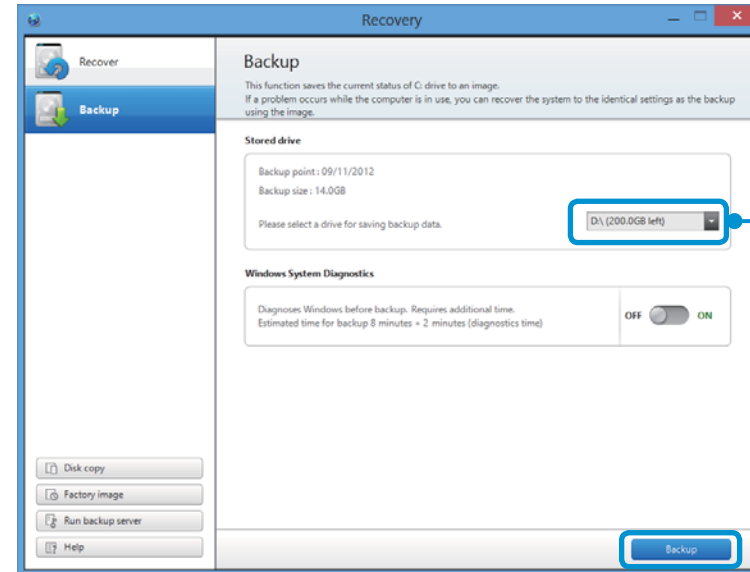 Recovery
Recover
Backup
Backup
This function saves the current status of C: drive to an image.
If a problem occurs while the computer is in use, you can recover the system to the identical settings as the backup
using the image.
Stored drive
Backup point : 09/11/2012
Backup size : 14.0GB
Please select a drive for saving backup data.
D:\ (200.0GB left)
Windows System Diagnostics
Diagnoses Windows before backup. Requires additional time.
Estimated time for backup 8 minutes + 2 minutes (diagnostics time)
OFF ON
Disk copy
Factory image
Run backup server
Help
Backup